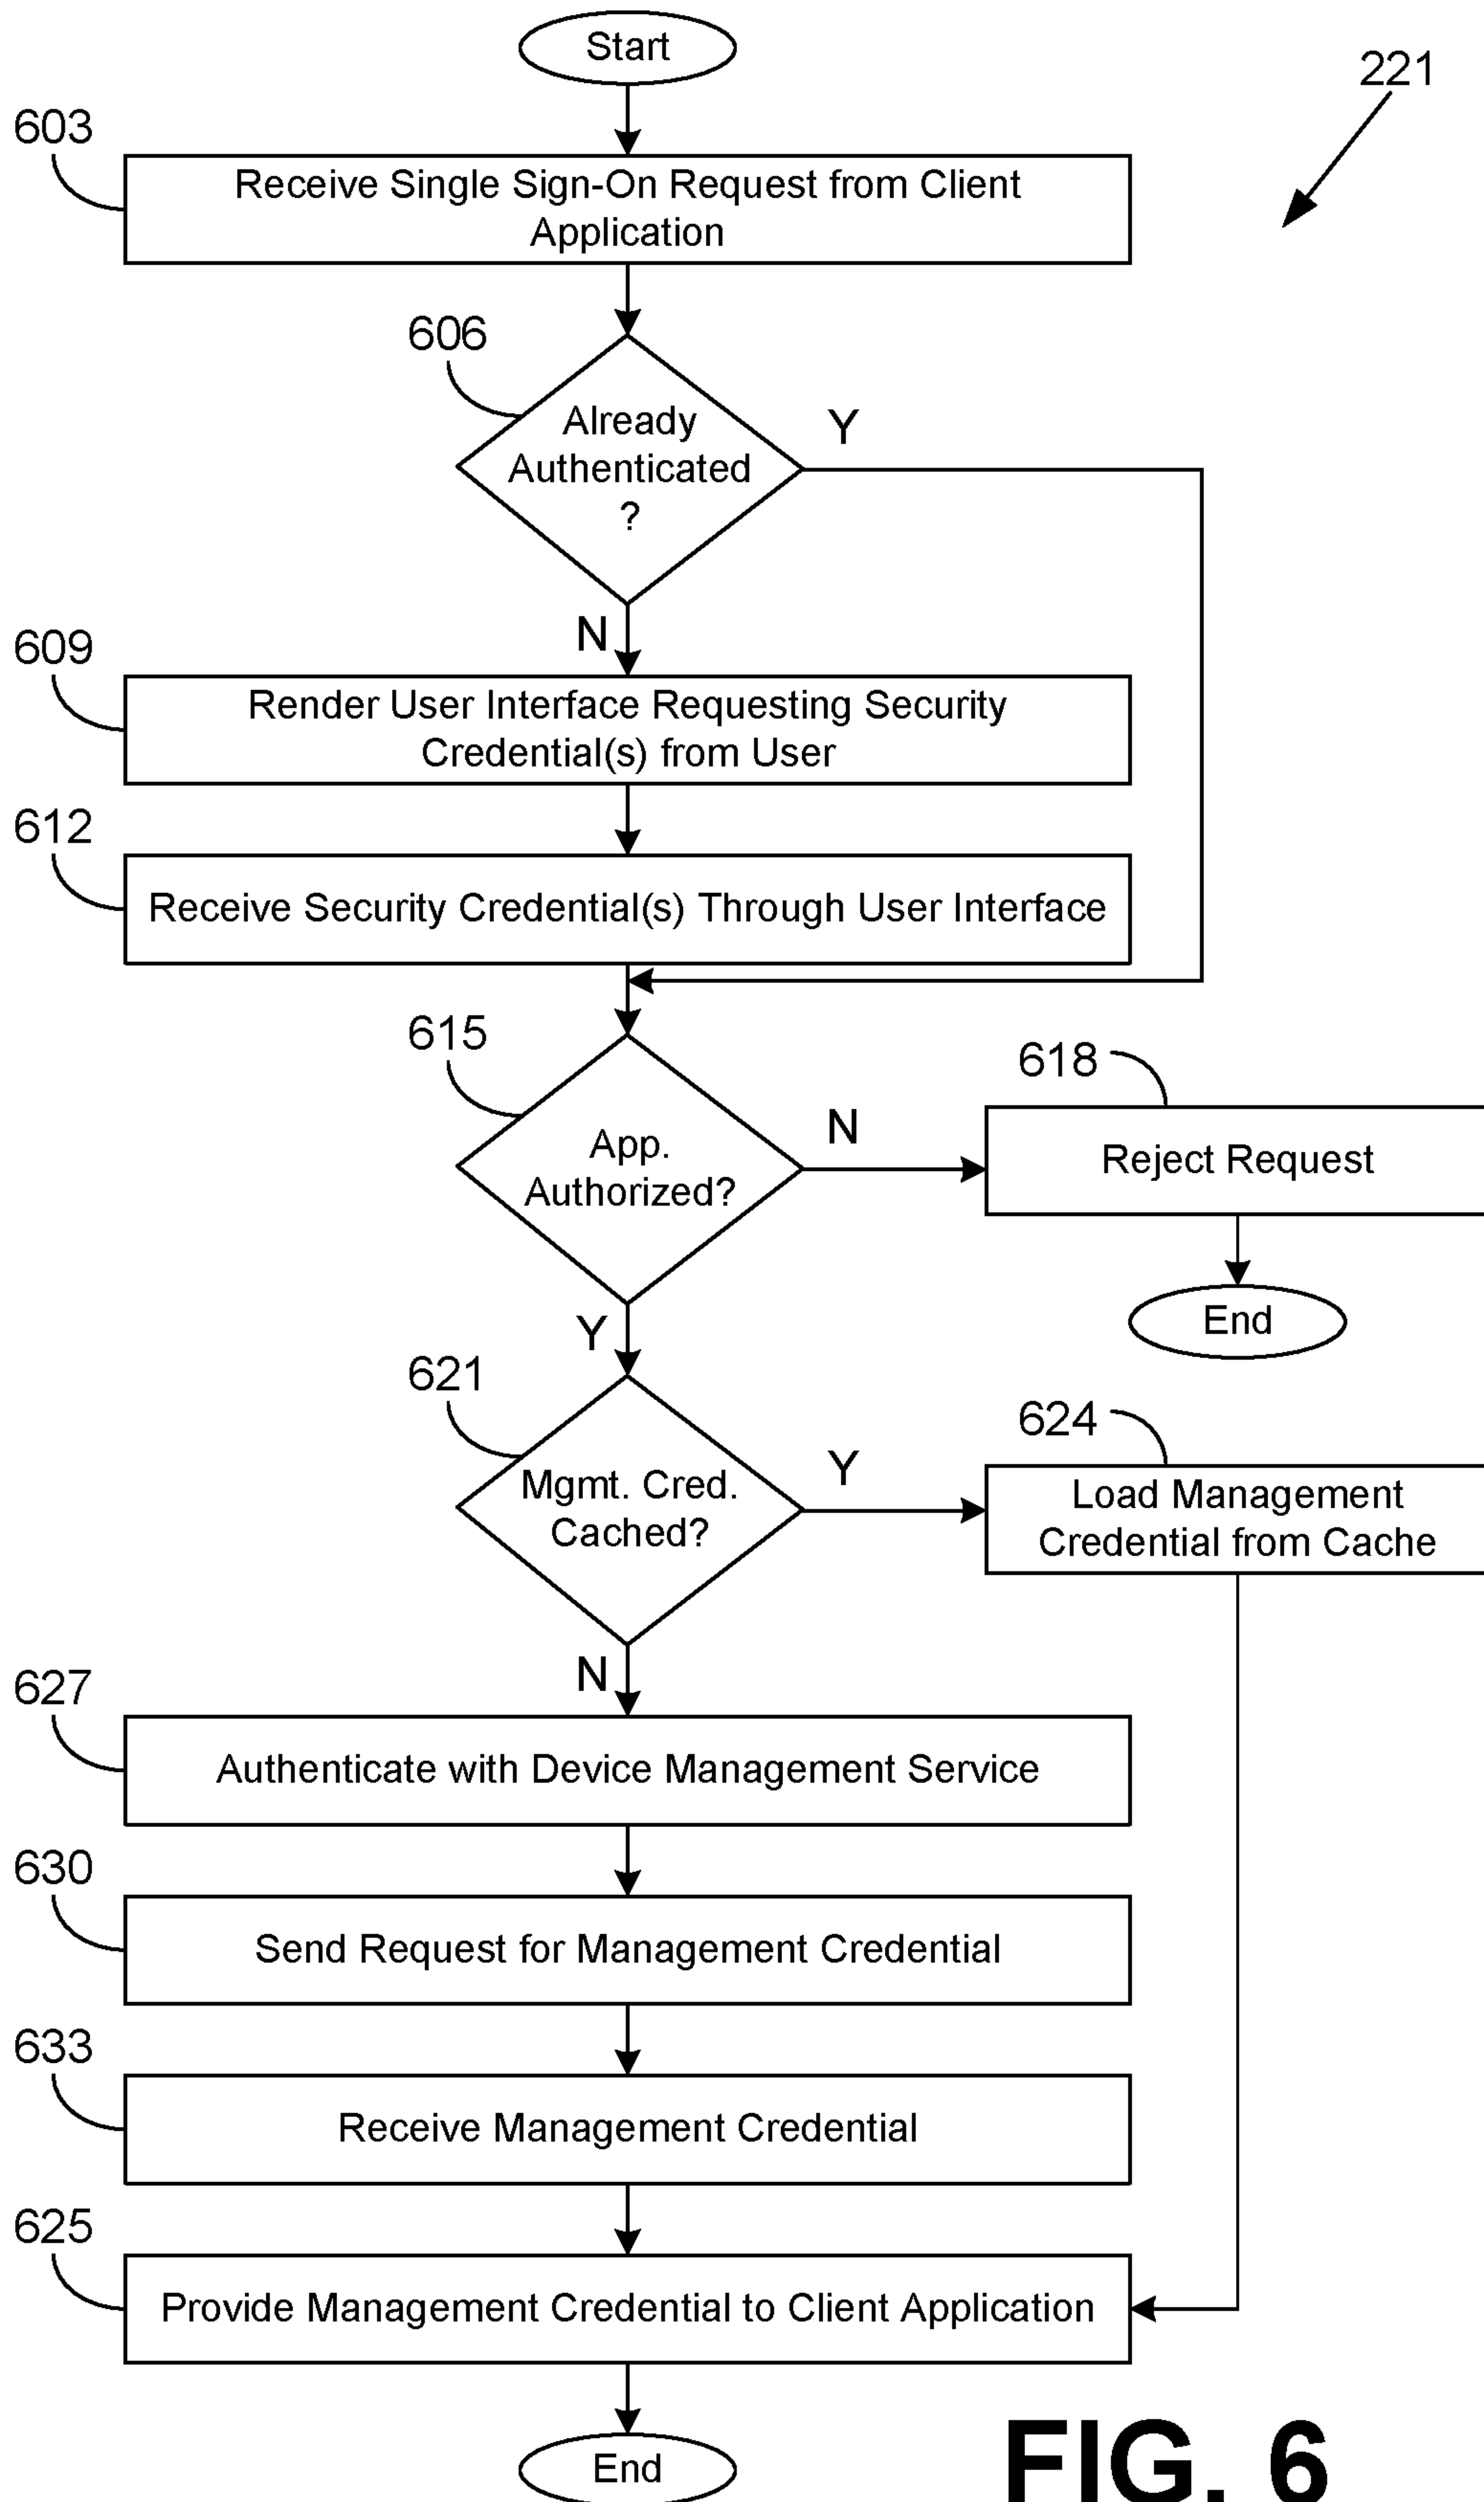 Start
221
603
Receive Single Sign-On Request from Client
Application
606
Already
Authenticated
?
Y
N
609
Render User Interface Requesting Security
Credential(s) from User
612
Receive Security Credential(s) Through User Interface
615
App.
Authorized?
N
618
Reject Request
End
Y
621
Mgmt. Cred.
Cached?
Y
624
Load Management
Credential from Cache
N
627
Authenticate with Device Management Service
630
Send Request for Management Credential
633
Receive Management Credential
625
Provide Management Credential to Client Application
End
FIG. 6